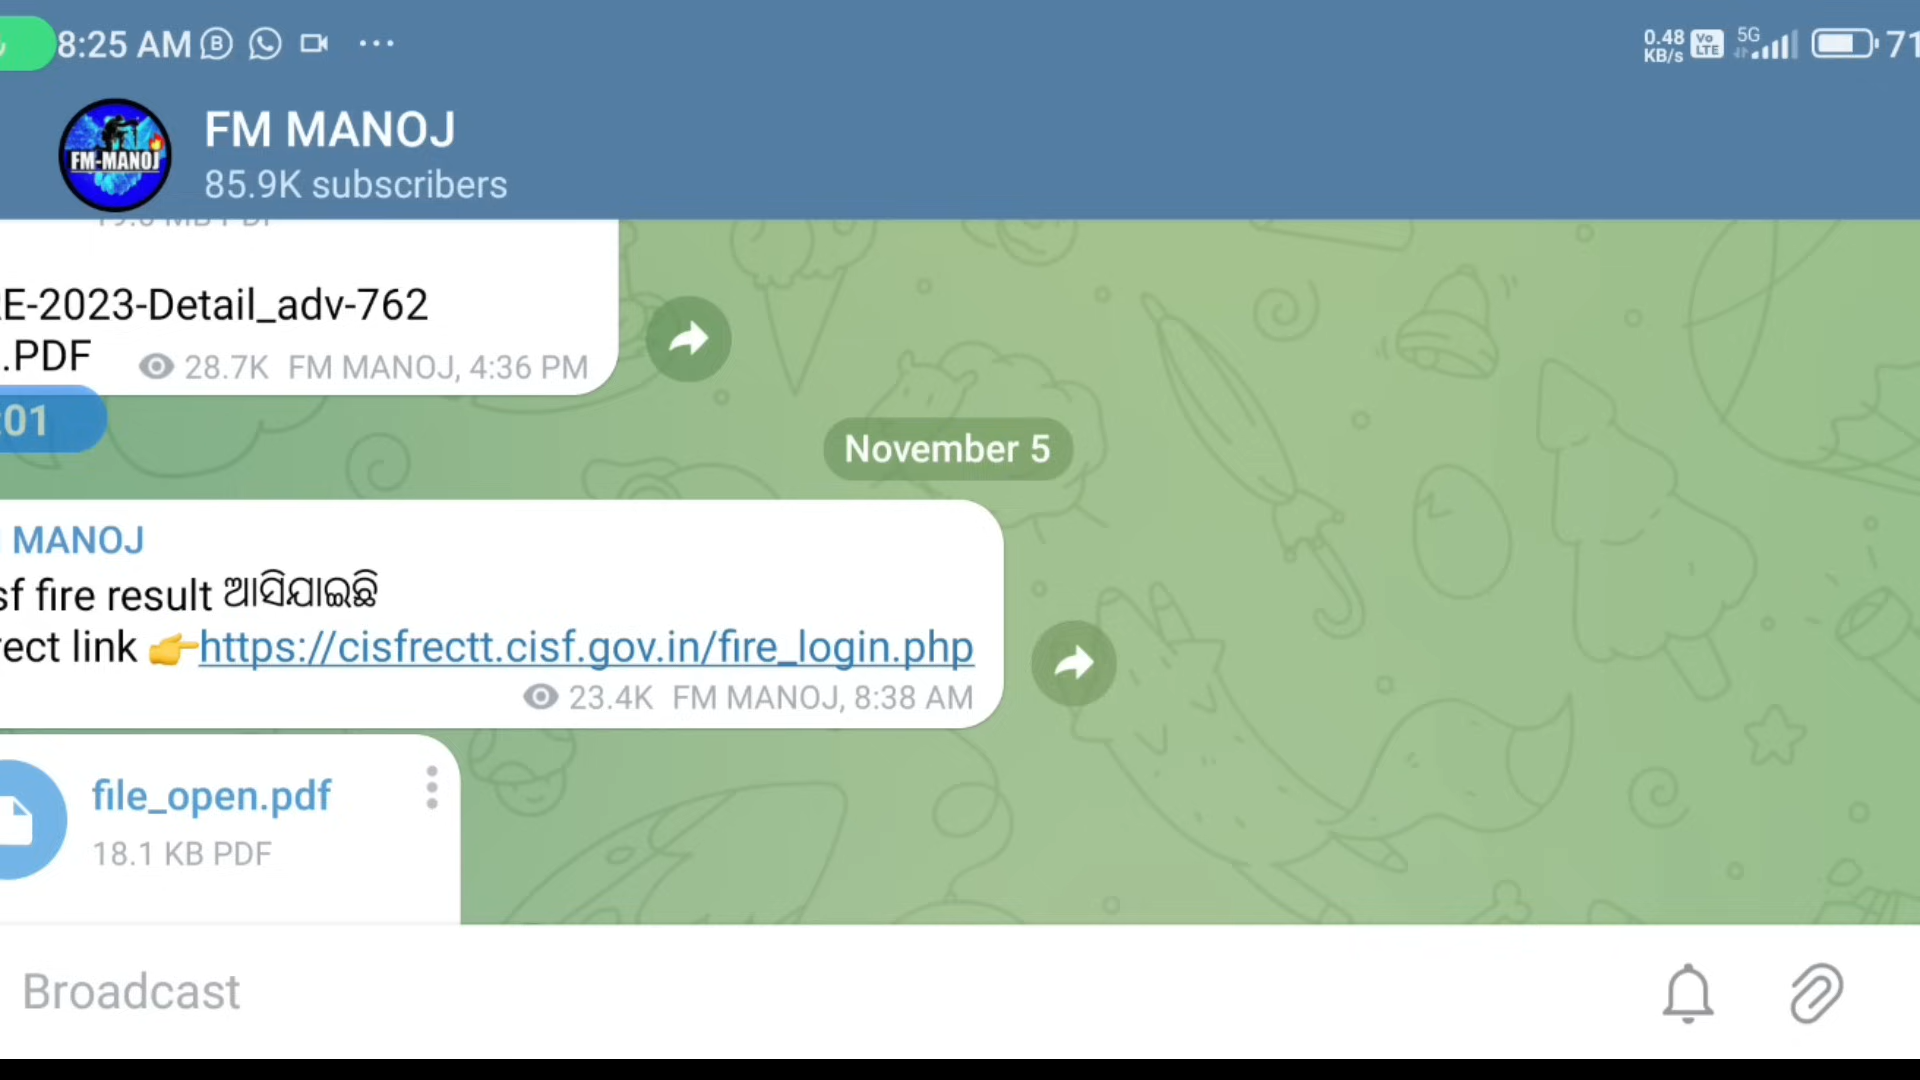 8:25 AM
0.48 KB/s Vo LTE 5G 71
FM-MANOJ
FM MANOJ
85.9K subscribers
E-2023-Detail_adv-762
.PDF 28.7K FM MANOJ, 4:36 PM
:01
November 5
MANOJ
sf fire result ଆସିଯାଇଛି
rect link 👉https://cisfrectt.cisf.gov.in/fire_login.php
23.4K FM MANOJ, 8:38 AM
file_open.pdf
18.1 KB PDF
Broadcast